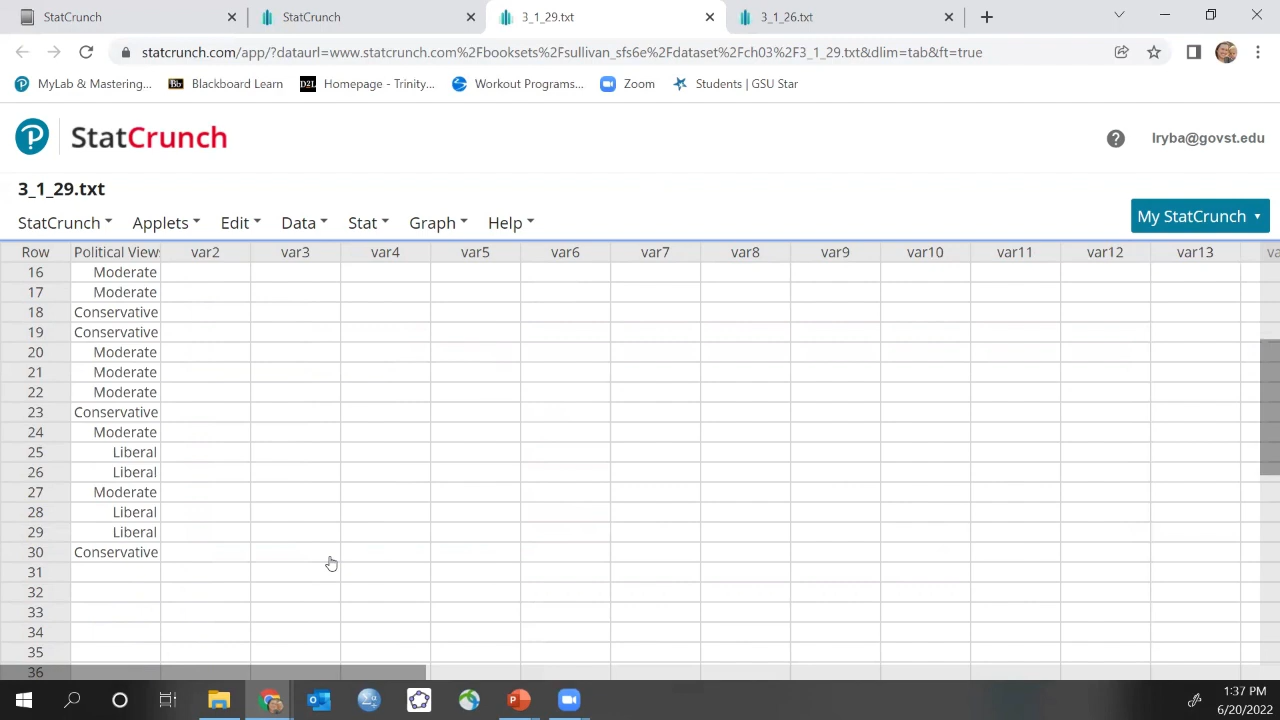 StatCrunch
StatCrunch
3_1_29.txt
3_1_26.txt
statcrunch.com/app/?dataurl=www.statcrunch.com%2Fbooksets%2Fsullivan_sfs6e%2Fdataset%2Fch03%2F3_1_29.txt&dlim=tab&ft=true
MyLab & Mastering...
Bb Blackboard Learn
D2L Homepage - Trinity...
Workout Programs...
Zoom
Students | GSU Star
P StatCrunch
? lryba@govst.edu
3_1_29.txt
StatCrunch Applets Edit Data Stat Graph Help
My StatCrunch
Row Political Views var2 var3 var4 var5 var6 var7 var8 var9 var10 var11 var12 var13 va
16 Moderate
17 Moderate
18 Conservative
19 Conservative
20 Moderate
21 Moderate
22 Moderate
23 Conservative
24 Moderate
25 Liberal
26 Liberal
27 Moderate
28 Liberal
29 Liberal
30 Conservative
31
32
33
34
35
36
1:37 PM
6/20/2022